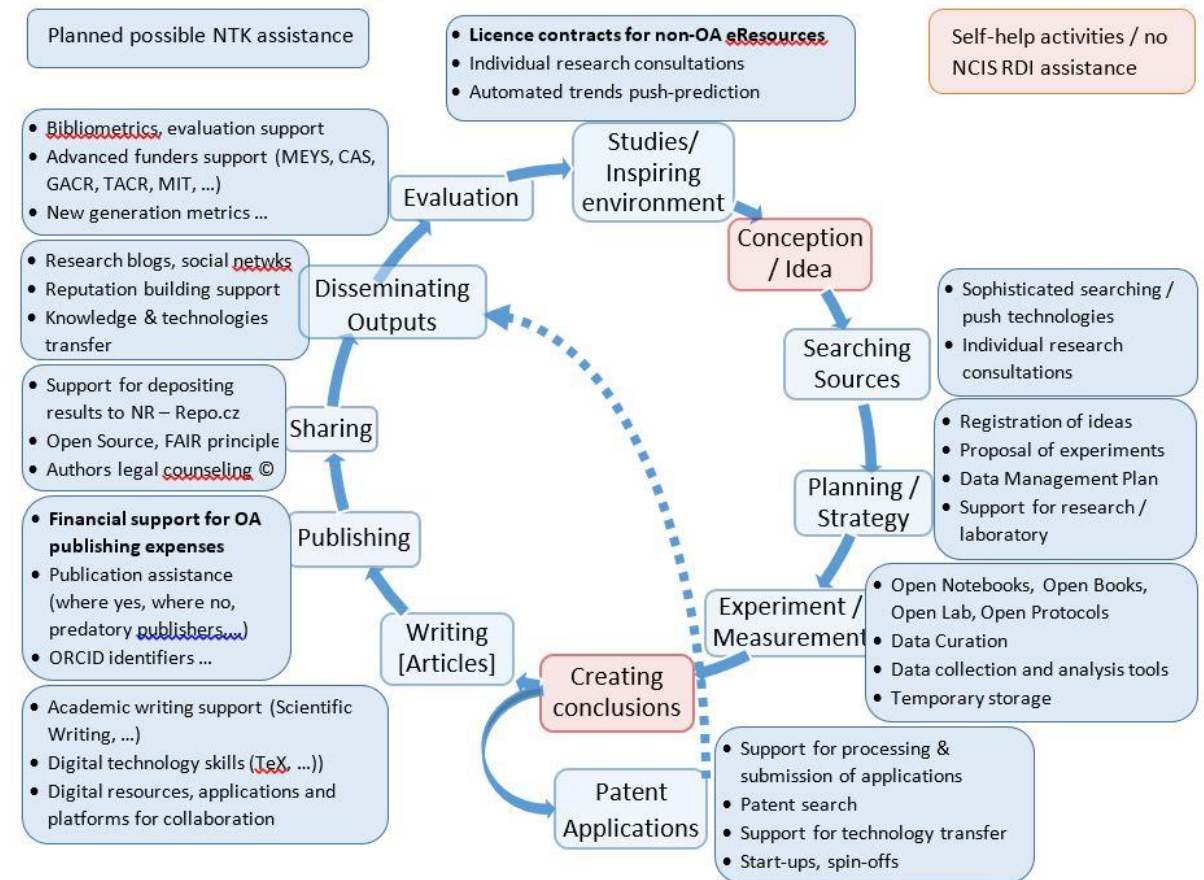 Planned possible NTK assistance
• Licence contracts for non-OA eResources
• Individual research consultations
• Automated trends push-prediction
Self-help activities / no
NCIS RDI assistance
• Bibliometrics, evaluation support
• Advanced funders support (MEYS, CAS,
GACR, TACR, MIT, ...)
• New generation metrics ...
Evaluation
Studies/
Inspiring
environment
Conception
/ Idea
• Research blogs, social netwks
• Reputation building support
• Knowledge & technologies
transfer
Disseminating
Outputs
Searching
Sources
• Sophisticated searching /
push technologies
• Individual research
consultations
• Support for depositing
results to NR – Repo.cz
• Open Source, FAIR principle
• Authors legal counseling ©
Sharing
Planning /
Strategy
• Registration of ideas
• Proposal of experiments
• Data Management Plan
• Support for research /
laboratory
• Financial support for OA
publishing expenses
• Publication assistance
(where yes, where no,
predatory publishers,...)
• ORCID identifiers ...
Publishing
Experiment /
Measurement
• Open Notebooks, Open Books,
Open Lab, Open Protocols
• Data Curation
• Data collection and analysis tools
• Temporary storage
Writing
[Articles]
Creating
conclusions
• Academic writing support (Scientific
Writing, ...)
• Digital technology skills (TeX, ...))
• Digital resources, applications and
platforms for collaboration
Patent
Applications
• Support for processing &
submission of applications
• Patent search
• Support for technology transfer
• Start-ups, spin-offs